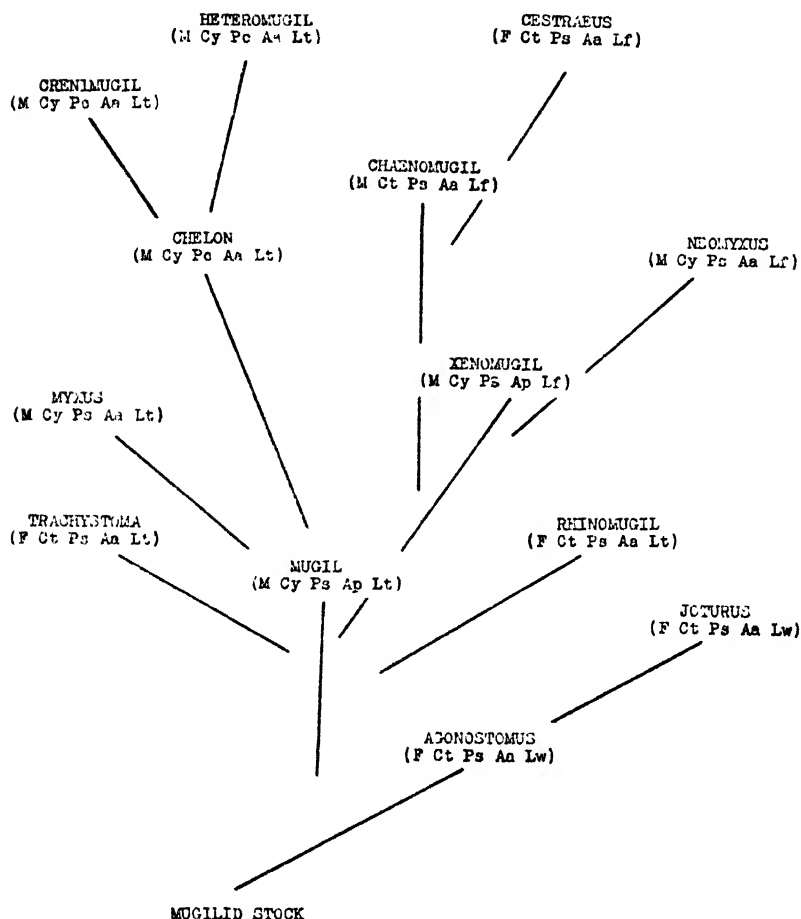 HETEROMUGIL
(M Cy Pc Aa Lt)
CESTRAEUS
(F Ct Ps Aa Lf)
CRENIMUGIL
(M Cy Pc Aa Lt)
CHAENOMUGIL
(M Ct Ps Aa Lf)
CHELON
(M Cy Pc Aa Lt)
NEOMYXUS
(M Cy Ps Aa Lf)
XENOMUGIL
(M Cy Ps Ap Lf)
MYXUS
(M Cy Ps Aa Lt)
TRACHYSTOMA
(F Ct Ps Aa Lt)
RHINOMUGIL
(F Ct Ps Aa Lt)
MUGIL
(M Cy Ps Ap Lt)
JOTURUS
(F Ct Ps Aa Lw)
AGONOSTOMUS
(F Ct Ps Aa Lw)
MUGILID STOCK